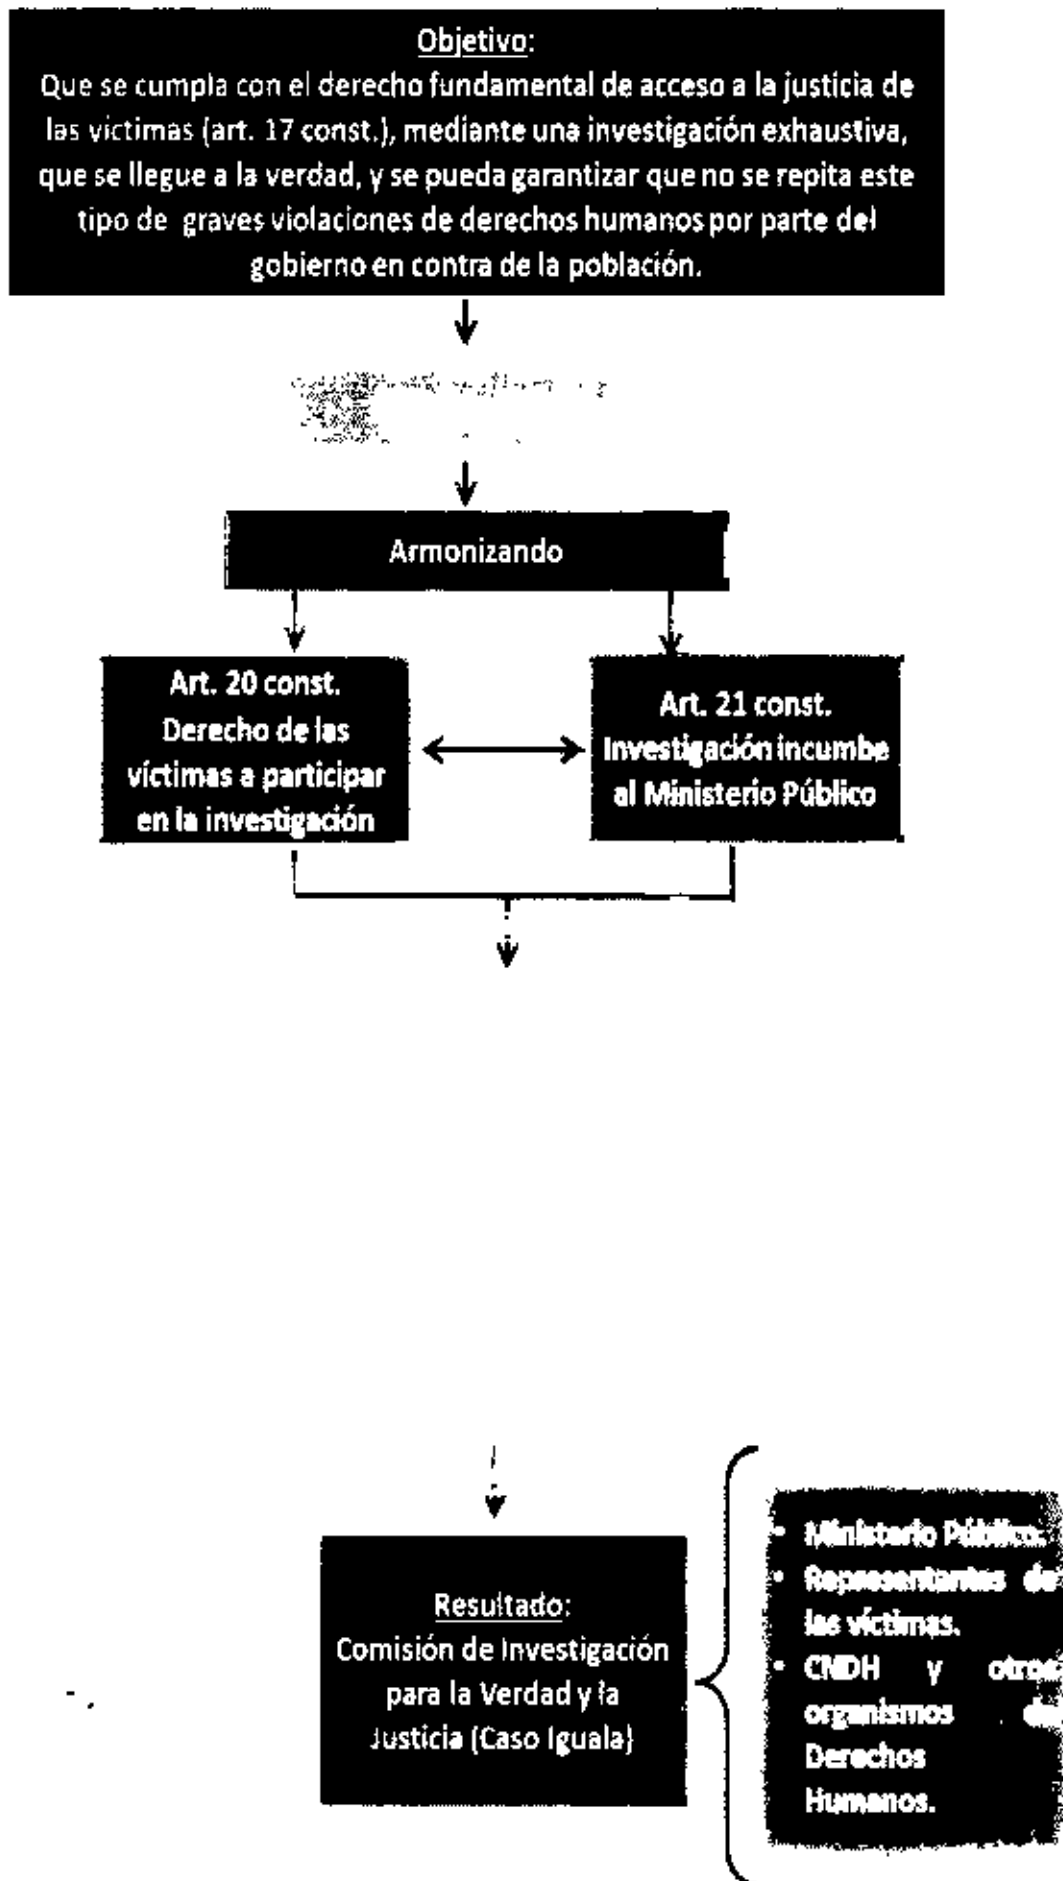 Objetivo:
Que se cumpla con el derecho fundamental de acceso a la justicia de
las víctimas (art. 17 const.), mediante una investigación exhaustiva,
que se llegue a la verdad, y se pueda garantizar que no se repita este
tipo de graves violaciones de derechos humanos por parte del
gobierno en contra de la población.
Armonizando
Art. 20 const.
Derecho de las
víctimas a participar
en la investigación
Art. 21 const.
Investigación incumbe
al Ministerio Público
Resultado:
Comisión de Investigación
para la Verdad y la
Justicia (Caso Iguala)
• Ministerio Público.
• Representantes de
las víctimas.
• CNDH y otros
organismos de
Derechos
Humanos.